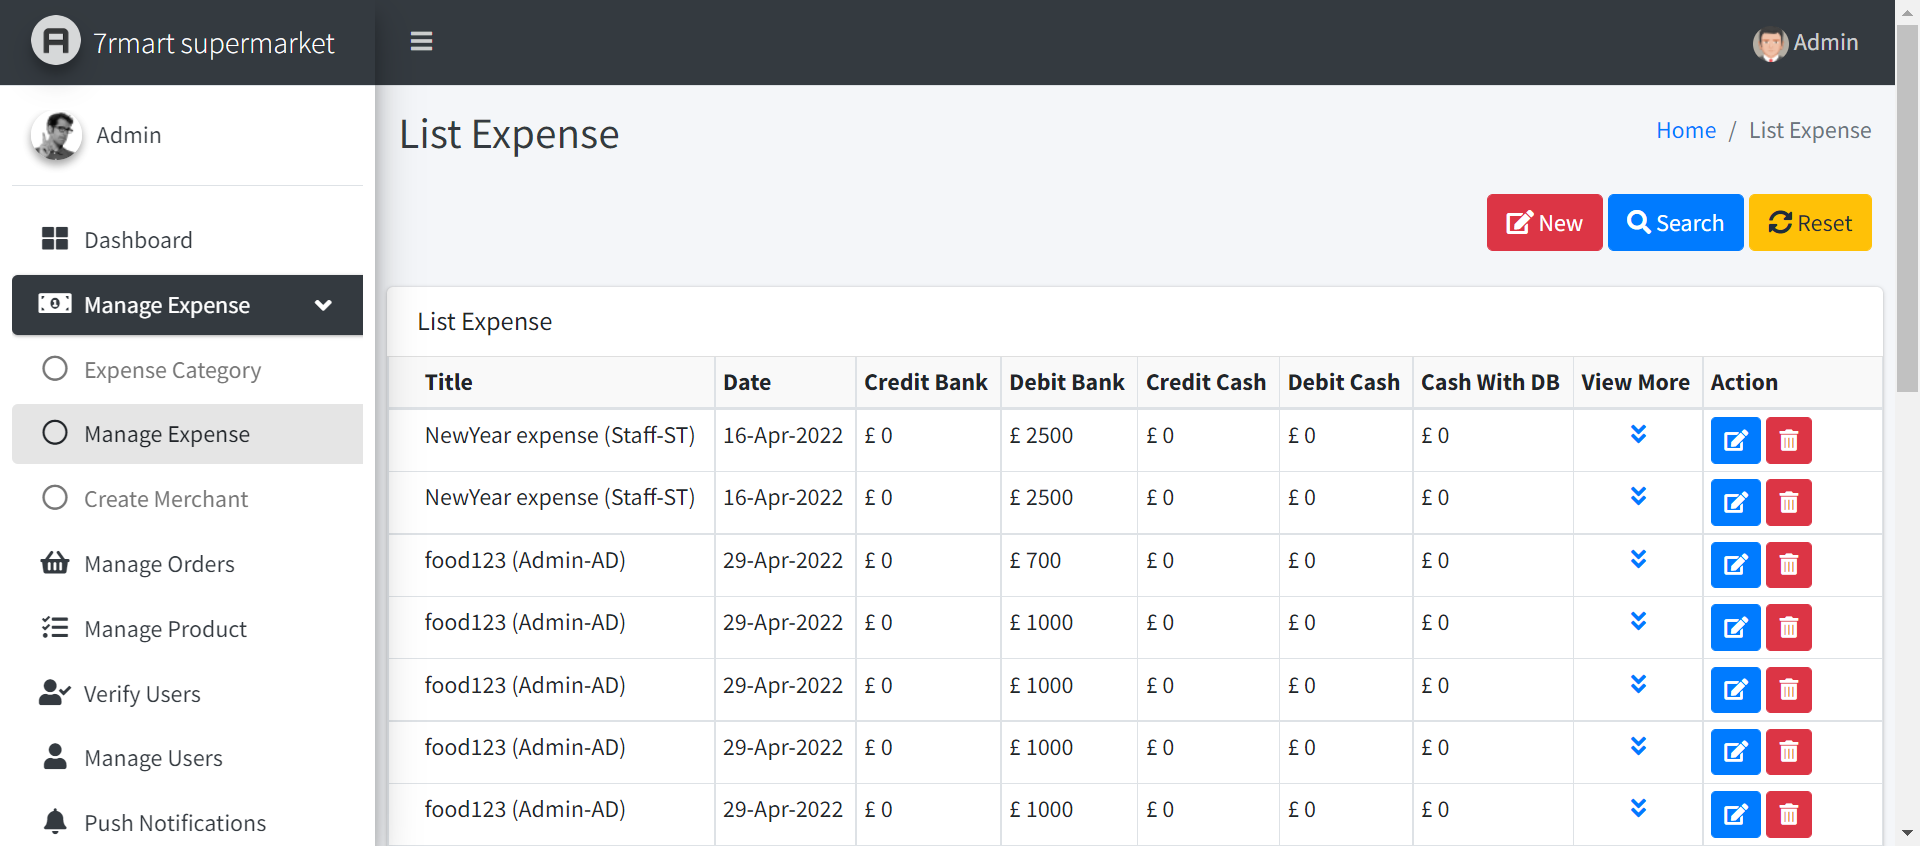 7rmart supermarket
Admin
Admin
Dashboard
Manage Expense
Expense Category
Manage Expense
Create Merchant
Manage Orders
Manage Product
Verify Users
Manage Users
Push Notifications
List Expense
Home / List Expense
New Search Reset
List Expense
Title Date Credit Bank Debit Bank Credit Cash Debit Cash Cash With DB View More Action
NewYear expense (Staff-ST) 16-Apr-2022 £ 0 £ 2500 £ 0 £ 0 £ 0
NewYear expense (Staff-ST) 16-Apr-2022 £ 0 £ 2500 £ 0 £ 0 £ 0
food123 (Admin-AD) 29-Apr-2022 £ 0 £ 700 £ 0 £ 0 £ 0
food123 (Admin-AD) 29-Apr-2022 £ 0 £ 1000 £ 0 £ 0 £ 0
food123 (Admin-AD) 29-Apr-2022 £ 0 £ 1000 £ 0 £ 0 £ 0
food123 (Admin-AD) 29-Apr-2022 £ 0 £ 1000 £ 0 £ 0 £ 0
food123 (Admin-AD) 29-Apr-2022 £ 0 £ 1000 £ 0 £ 0 £ 0